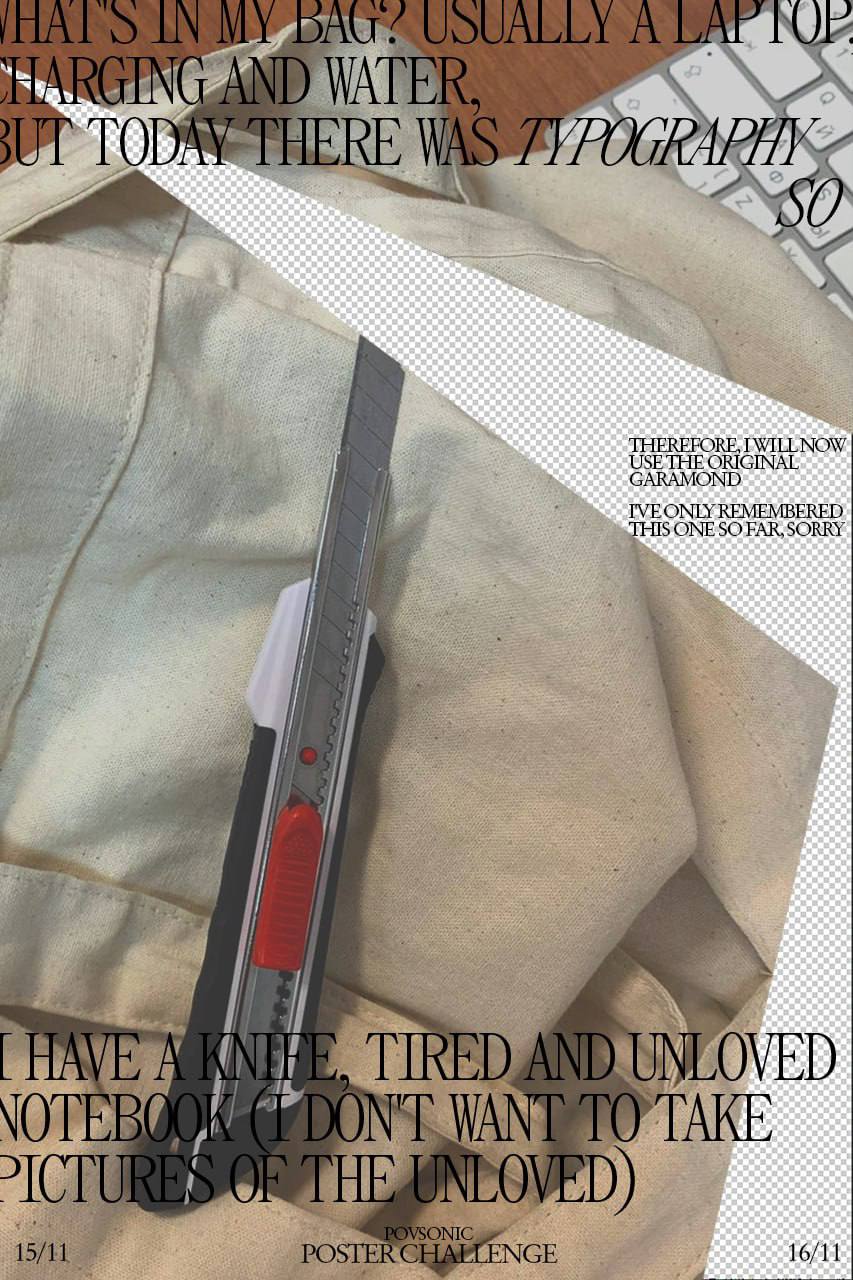 WHAT'S IN MY BAG? USUALLY A LAPTOP,
CHARGING AND WATER,
BUT TODAY THERE WAS TYPOGRAPHY
SO
THEREFORE, I WILL NOW
USE THE ORIGINAL
GARAMOND
I'VE ONLY REMEMBERED
THIS ONE SO FAR, SORRY
I HAVE A KNIFE, TIRED AND UNLOVED
NOTEBOOK (I DON'T WANT TO TAKE
PICTURES OF THE UNLOVED)
15/11
POVSONIC
POSTER CHALLENGE
16/11